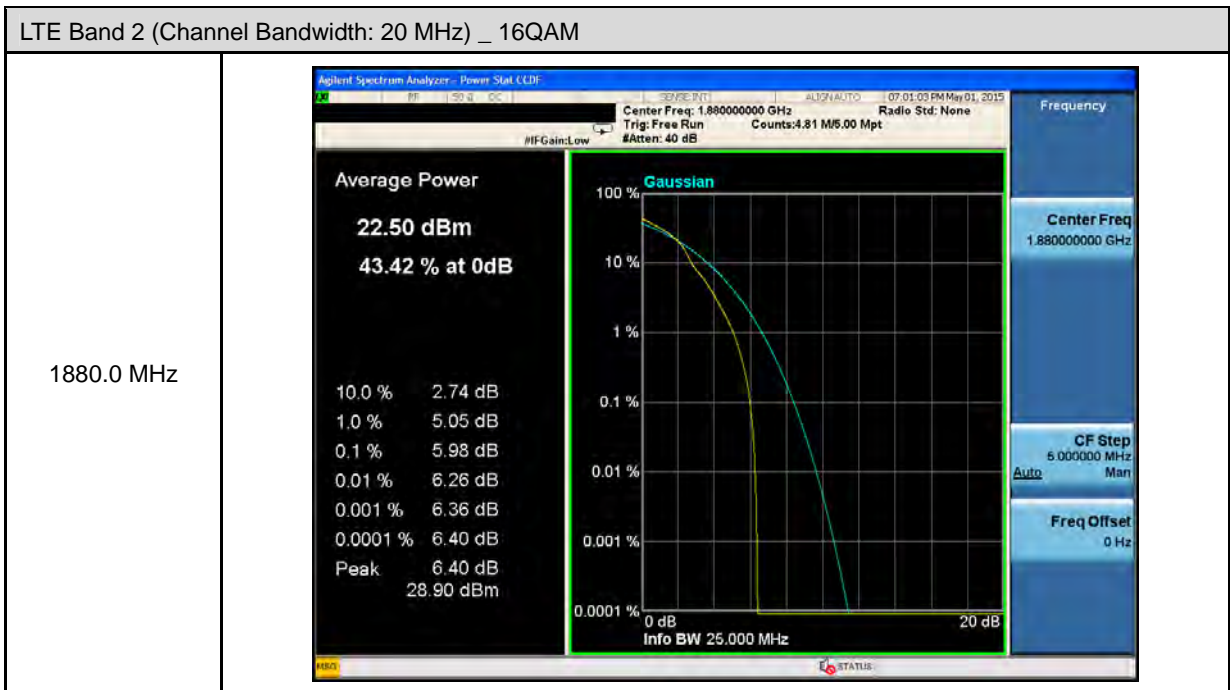 LTE Band 2 (Channel Bandwidth: 20 MHz) _ 16QAM
1880.0 MHz
Agilent Spectrum Analyzer - Power Stat CCDF
RF 50 Ω DC SENSE:INT ALIGN AUTO 07:01:03 PM May 01, 2015
Center Freq: 1.880000000 GHz Radio Std: None
Trig: Free Run Counts:4.81 M/5.00 Mpt
#IFGain:Low #Atten: 40 dB
Average Power
22.50 dBm
43.42 % at 0dB
10.0 % 2.74 dB
1.0 % 5.05 dB
0.1 % 5.98 dB
0.01 % 6.26 dB
0.001 % 6.36 dB
0.0001 % 6.40 dB
Peak 6.40 dB
28.90 dBm
Gaussian
100 %
10 %
1 %
0.1 %
0.01 %
0.001 %
0.0001 %
0 dB 20 dB
Info BW 25.000 MHz
Frequency
Center Freq
1.880000000 GHz
CF Step
5.000000 MHz
Auto Man
Freq Offset
0 Hz
MSG STATUS